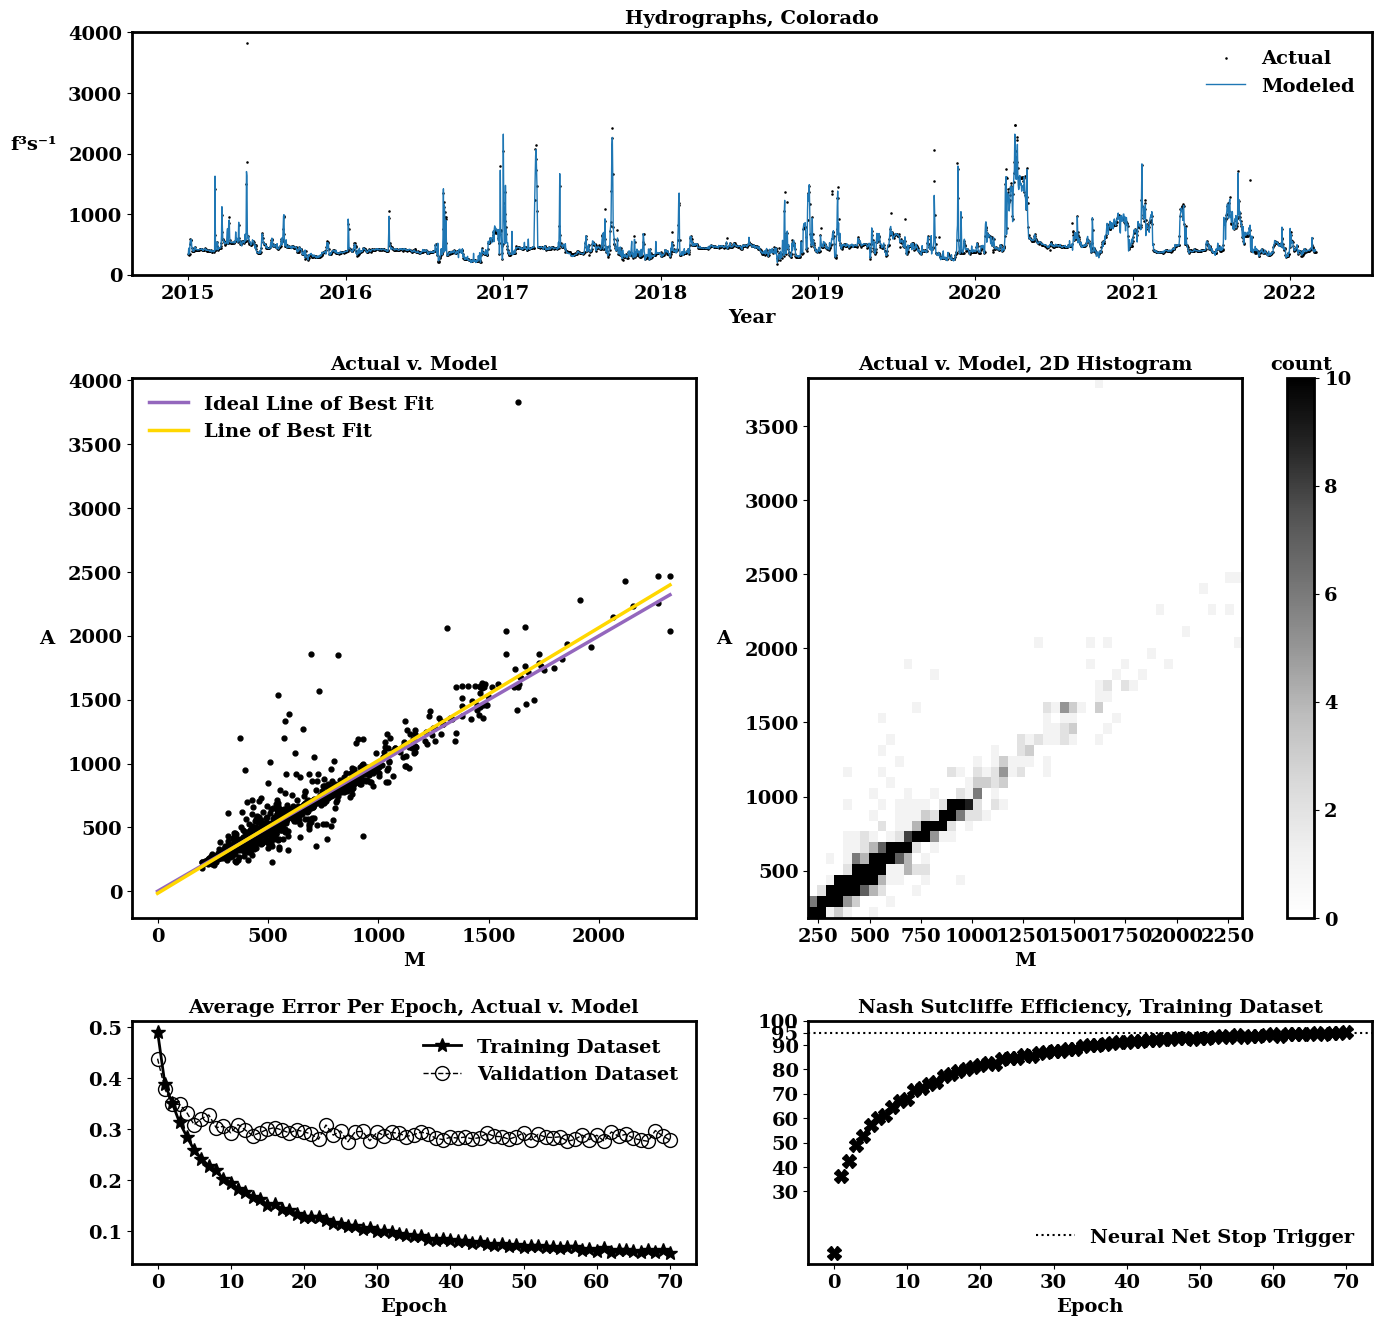 Hydrographs, Colorado
4000
3000
2000
1000
0
f³s⁻¹
Actual
Modeled
2015 2016 2017 2018 2019 2020 2021 2022
Year
Actual v. Model
4000
3500
3000
2500
2000
1500
1000
500
0
A
Ideal Line of Best Fit
Line of Best Fit
0 500 1000 1500 2000
M
Actual v. Model, 2D Histogram
3500
3000
2500
2000
1500
1000
500
A
250 500 750 1000 1250 1500 1750 2000 2250
M
count
10
8
6
4
2
0
Average Error Per Epoch, Actual v. Model
0.5
0.4
0.3
0.2
0.1
Training Dataset
Validation Dataset
0 10 20 30 40 50 60 70
Epoch
Nash Sutcliffe Efficiency, Training Dataset
100
95
90
80
70
60
50
40
30
Neural Net Stop Trigger
0 10 20 30 40 50 60 70
Epoch